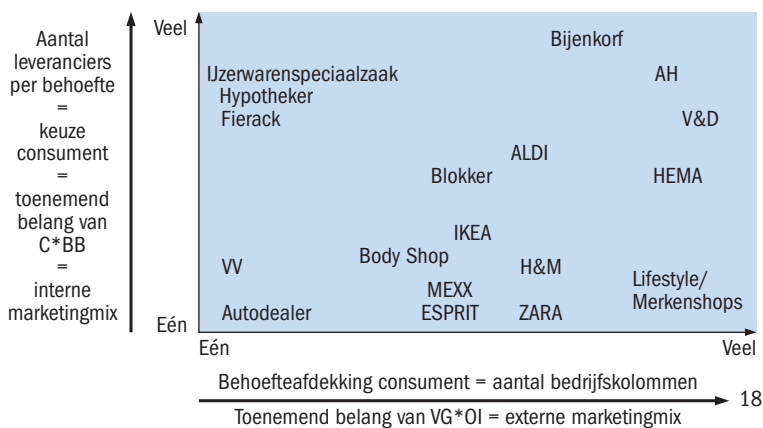 Aantal
leveranciers
per behoefte
=
keuze
consument
=
toenemend
belang van
C*BB
=
interne
marketingmix
Veel
Bijenkorf
IJzerwarenspeciaalzaak
AH
Hypotheker
Fierack
V&D
ALDI
Blokker
HEMA
IKEA
Body Shop
VV
H&M
Lifestyle/
Merkenshops
MEXX
ESPRIT
Autodealer
ZARA
Eén
Eén
Veel
Behoefteafdekking consument = aantal bedrijfskolommen
18
Toenemend belang van VG*OI = externe marketingmix